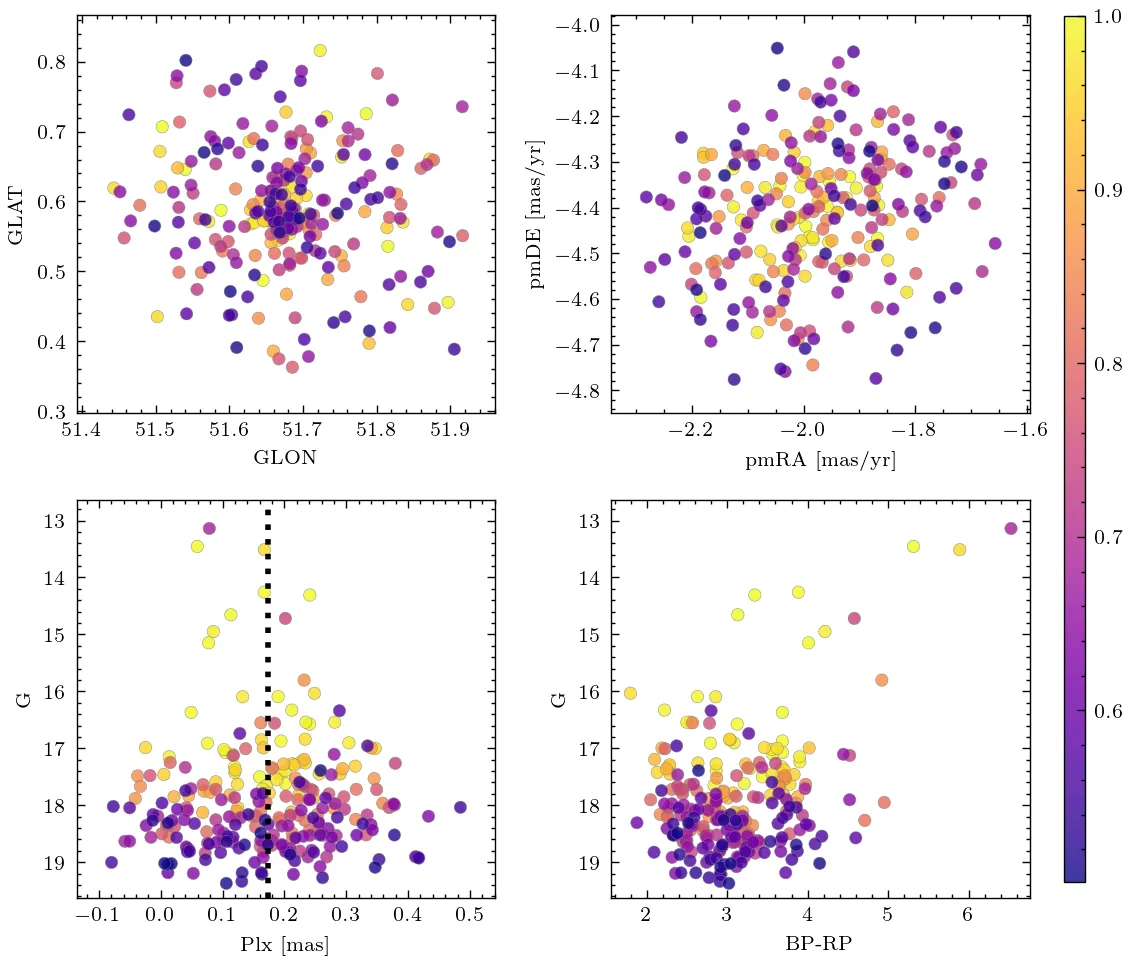 0.8
0.7
0.6
0.5
0.4
0.3
GLAT
51.4 51.5 51.6 51.7 51.8 51.9
GLON
−4.0
−4.1
−4.2
−4.3
−4.4
−4.5
−4.6
−4.7
−4.8
pmDE [mas/yr]
−2.2 −2.0 −1.8 −1.6
pmRA [mas/yr]
1.0
0.9
0.8
0.7
0.6
13
14
15
16
17
18
19
G
−0.1 0.0 0.1 0.2 0.3 0.4 0.5
Plx [mas]
13
14
15
16
17
18
19
G
2 3 4 5 6
BP-RP